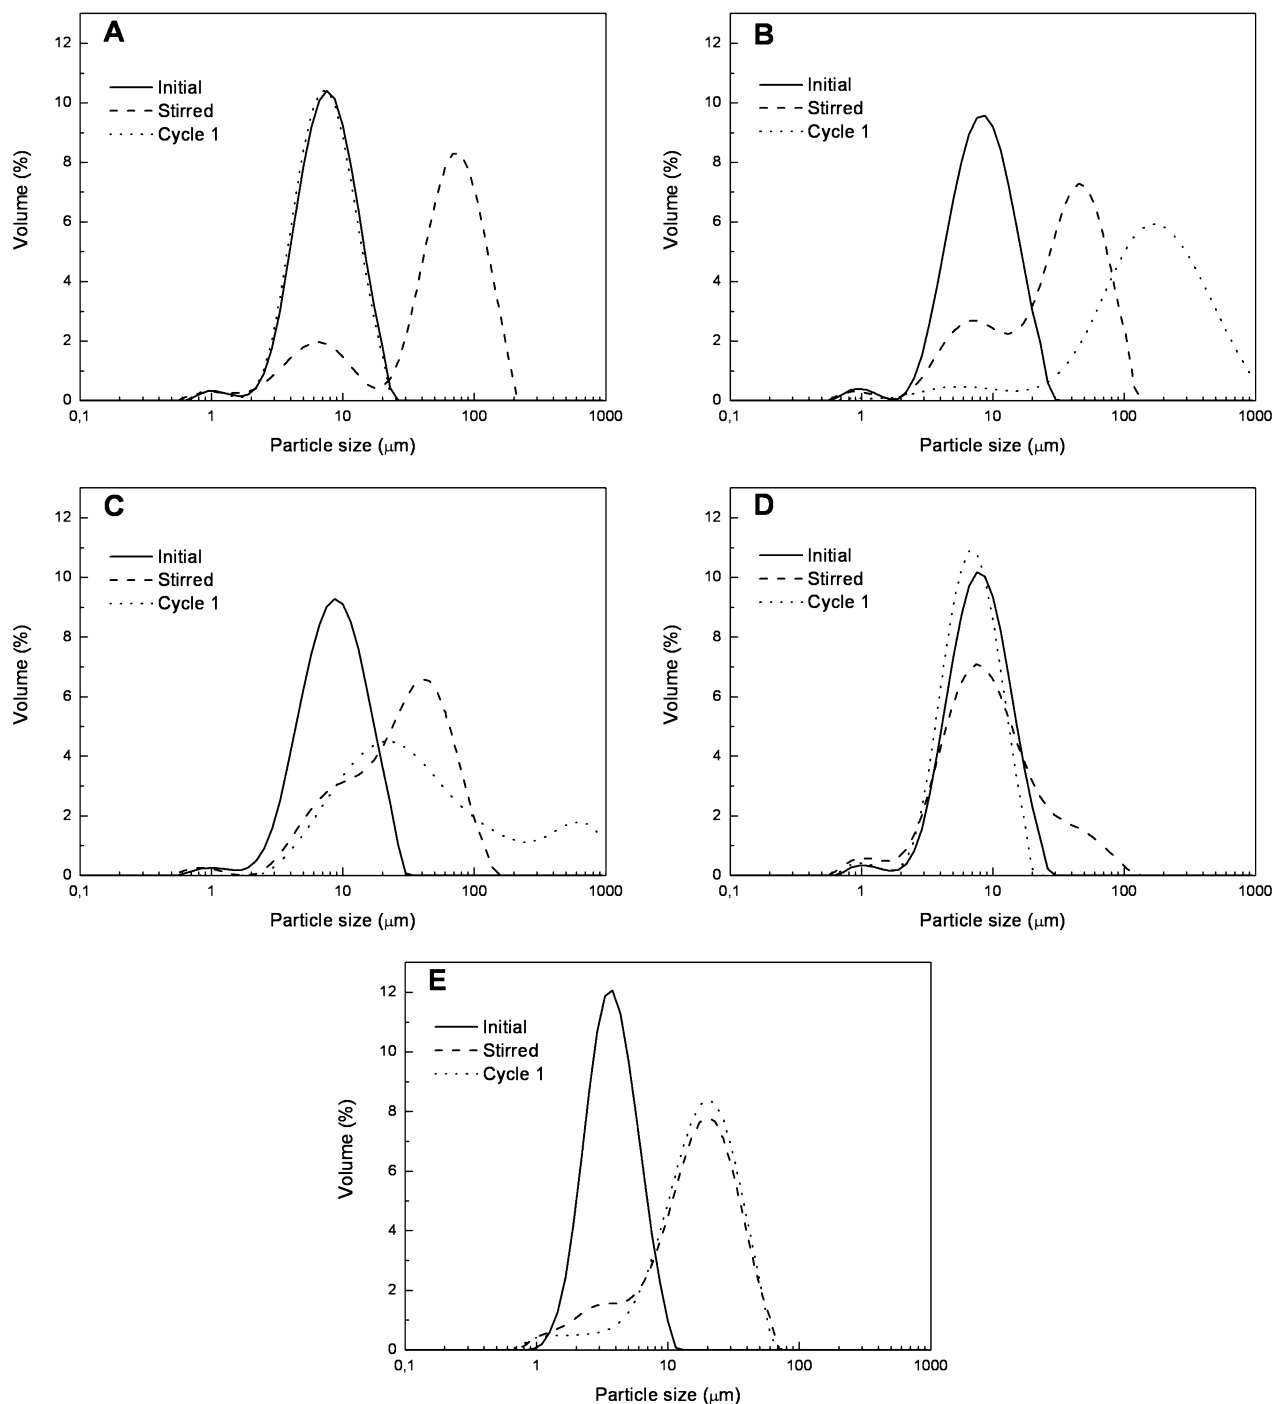 A
Initial
Stirred
Cycle 1
12
10
8
6
4
2
0
Volume (%)
0,1 1 10 100 1000
Particle size (μm)
B
Initial
Stirred
Cycle 1
12
10
8
6
4
2
0
Volume (%)
0,1 1 10 100 1000
Particle size (μm)
C
Initial
Stirred
Cycle 1
12
10
8
6
4
2
0
Volume (%)
0,1 1 10 100 1000
Particle size (μm)
D
Initial
Stirred
Cycle 1
12
10
8
6
4
2
0
Volume (%)
0,1 1 10 100 1000
Particle size (μm)
E
Initial
Stirred
Cycle 1
12
10
8
6
4
2
0
Volume (%)
0,1 1 10 100 1000
Particle size (μm)